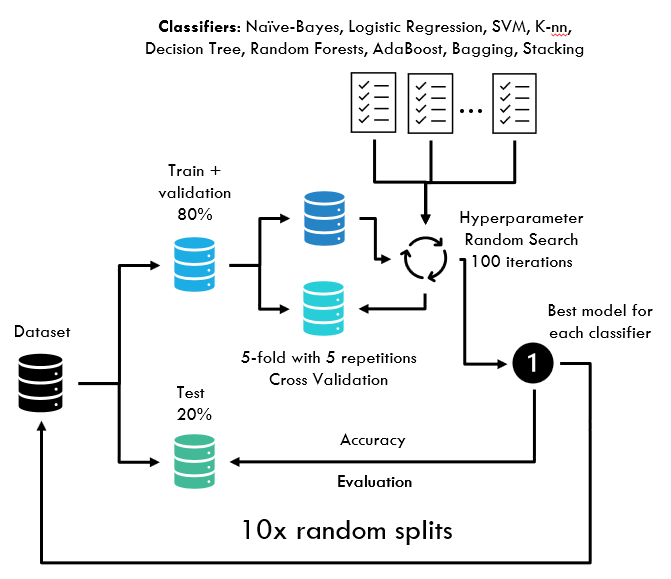 Classifiers: Naïve-Bayes, Logistic Regression, SVM, K-nn,
Decision Tree, Random Forests, AdaBoost, Bagging, Stacking
...
Train +
validation
80%
Hyperparameter
Random Search
100 iterations
Best model for
each classifier
Dataset
1
5-fold with 5 repetitions
Cross Validation
Test
20%
Accuracy
Evaluation
10x random splits